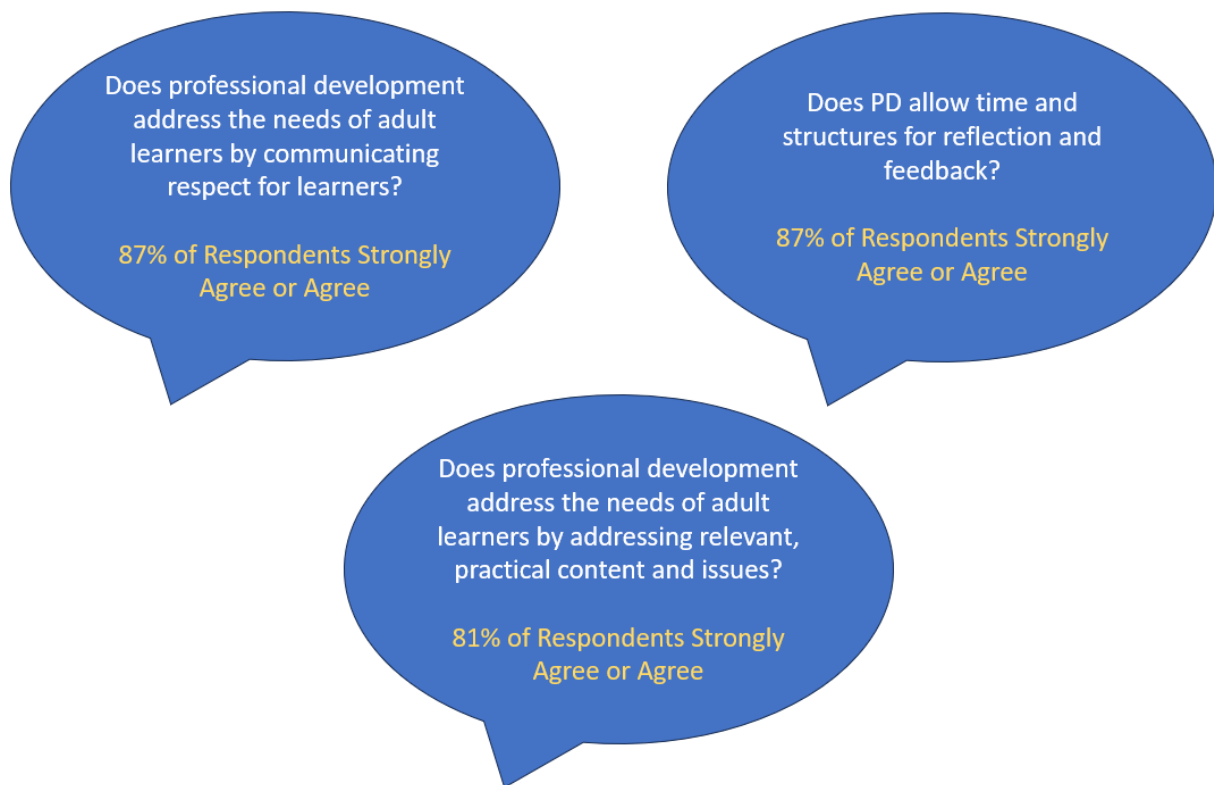 Does professional development
address the needs of adult
learners by communicating
respect for learners?
87% of Respondents Strongly
Agree or Agree
Does PD allow time and
structures for reflection and
feedback?
87% of Respondents Strongly
Agree or Agree
Does professional development
address the needs of adult
learners by addressing relevant,
practical content and issues?
81% of Respondents Strongly
Agree or Agree